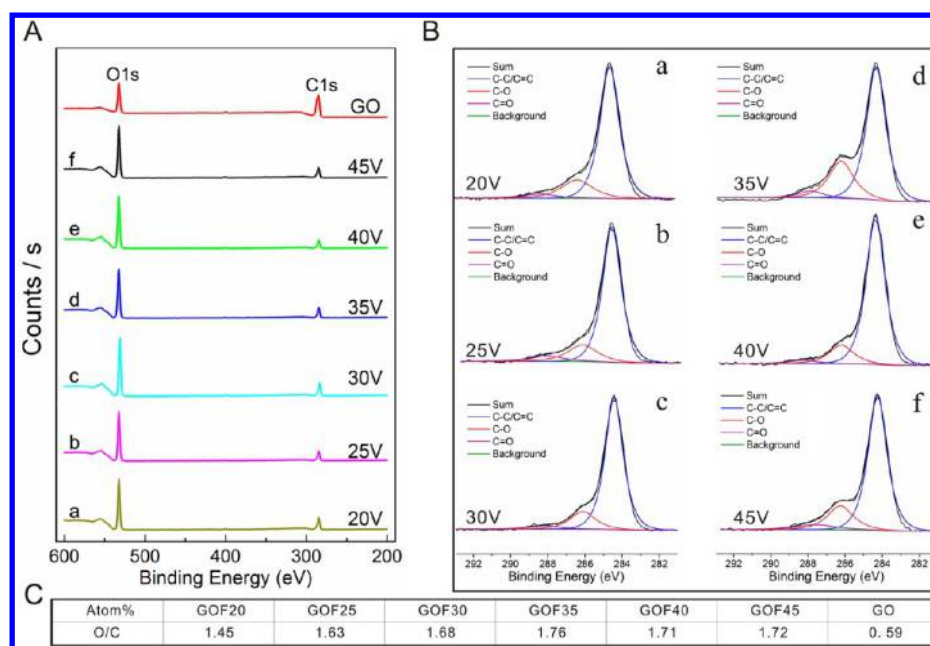 A
O1s
C1s
GO
f
45V
e
40V
d
35V
c
30V
b
25V
a
20V
Counts / s
600
500
400
300
200
Binding Energy (eV)
B
Sum
C-C/C=C
C-O
C=O
Background
a
20V
Sum
C-C/C=C
C-O
C=O
Background
d
35V
Sum
C-C/C=C
C-O
C=O
Background
b
25V
Sum
C-C/C=C
C-O
C=O
Background
e
40V
Sum
C-C/C=C
C-O
C=O
Background
c
30V
Sum
C-C/C=C
C-O
C=O
Background
f
45V
292 290 288 286 284 282
Binding Energy (eV)
292 290 288 286 284 282
Binding Energy (eV)
C
Atom% GOF20 GOF25 GOF30 GOF35 GOF40 GOF45 GO
O/C 1.45 1.63 1.68 1.76 1.71 1.72 0. 59